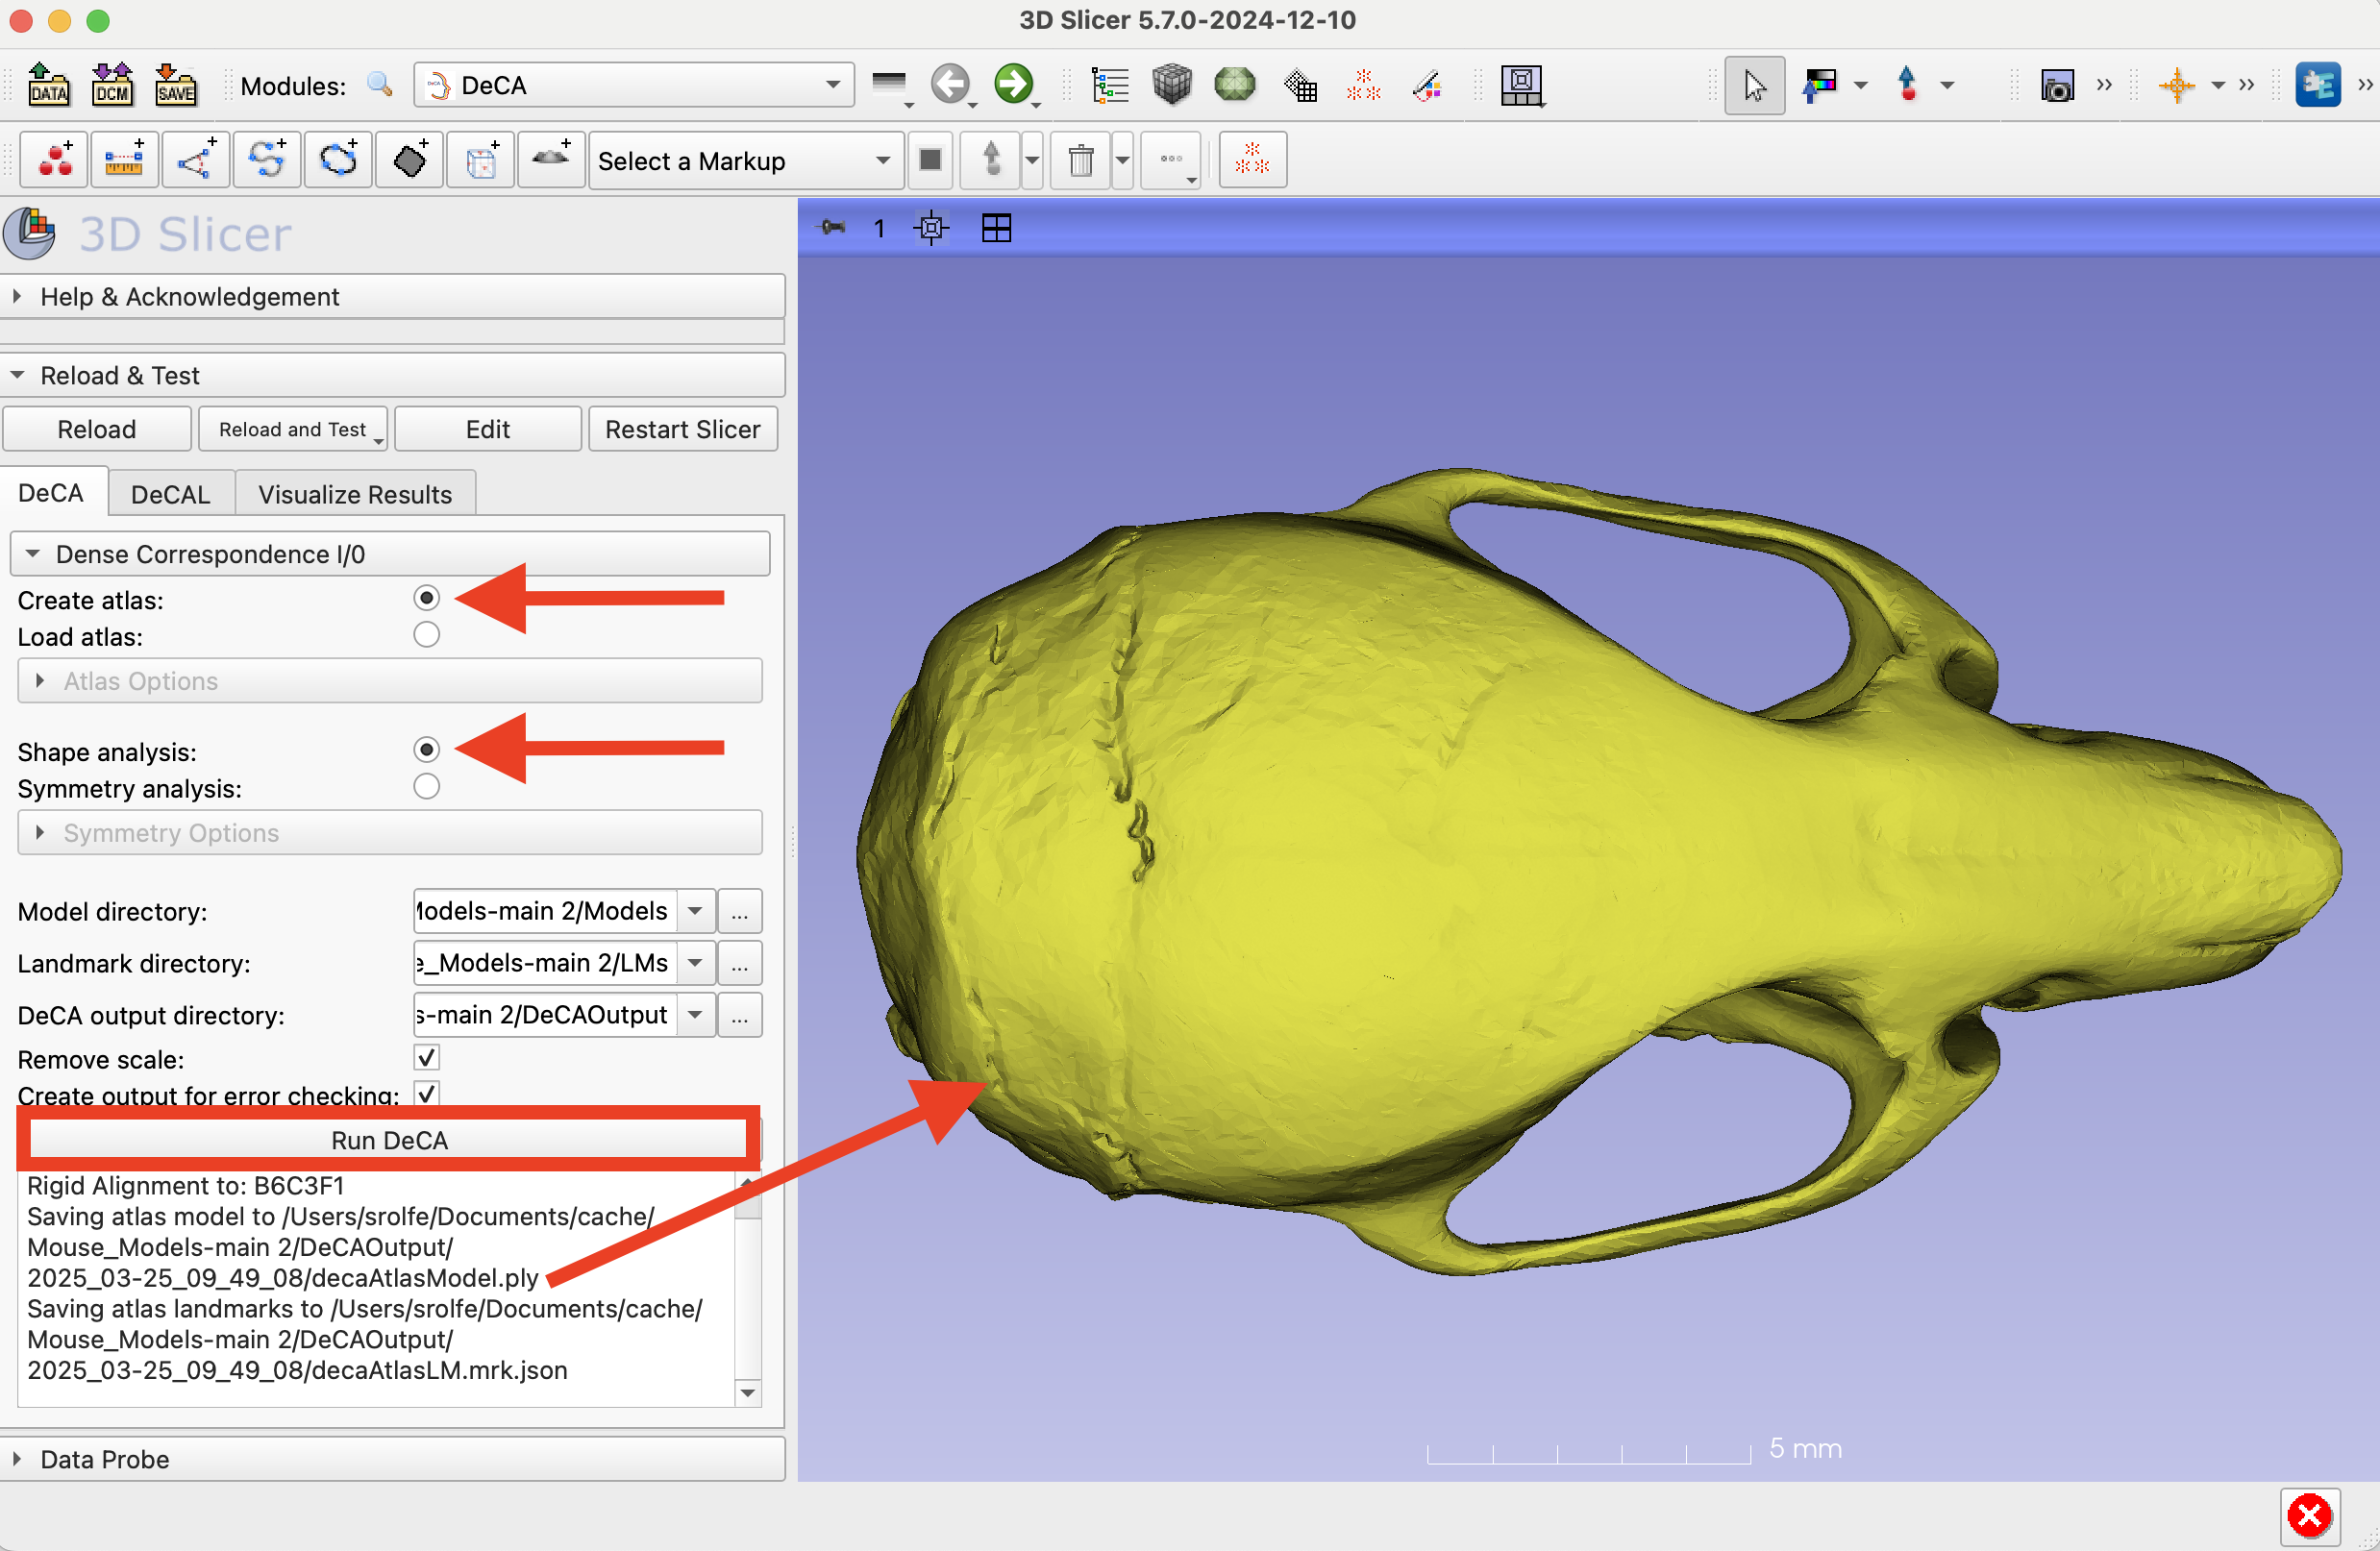 3D Slicer 5.7.0-2024-12-10
DATA
DCM
SAVE
Modules:
DeCA
Select a Markup
3D Slicer
1
Help & Acknowledgement
Reload & Test
Reload
Reload and Test
Edit
Restart Slicer
DeCA
DeCAL
Visualize Results
Dense Correspondence I/0
Create atlas:
Load atlas:
Atlas Options
Shape analysis:
Symmetry analysis:
Symmetry Options
Model directory:
Models-main 2/Models
...
Landmark directory:
e_Models-main 2/LMs
...
DeCA output directory:
s-main 2/DeCAOutput
...
Remove scale:
Create output for error checking:
Run DeCA
Rigid Alignment to: B6C3F1
Saving atlas model to /Users/srolfe/Documents/cache/
Mouse_Models-main 2/DeCAOutput/
2025_03-25_09_49_08/decaAtlasModel.ply
Saving atlas landmarks to /Users/srolfe/Documents/cache/
Mouse_Models-main 2/DeCAOutput/
2025_03-25_09_49_08/decaAtlasLM.mrk.json
Data Probe
5 mm